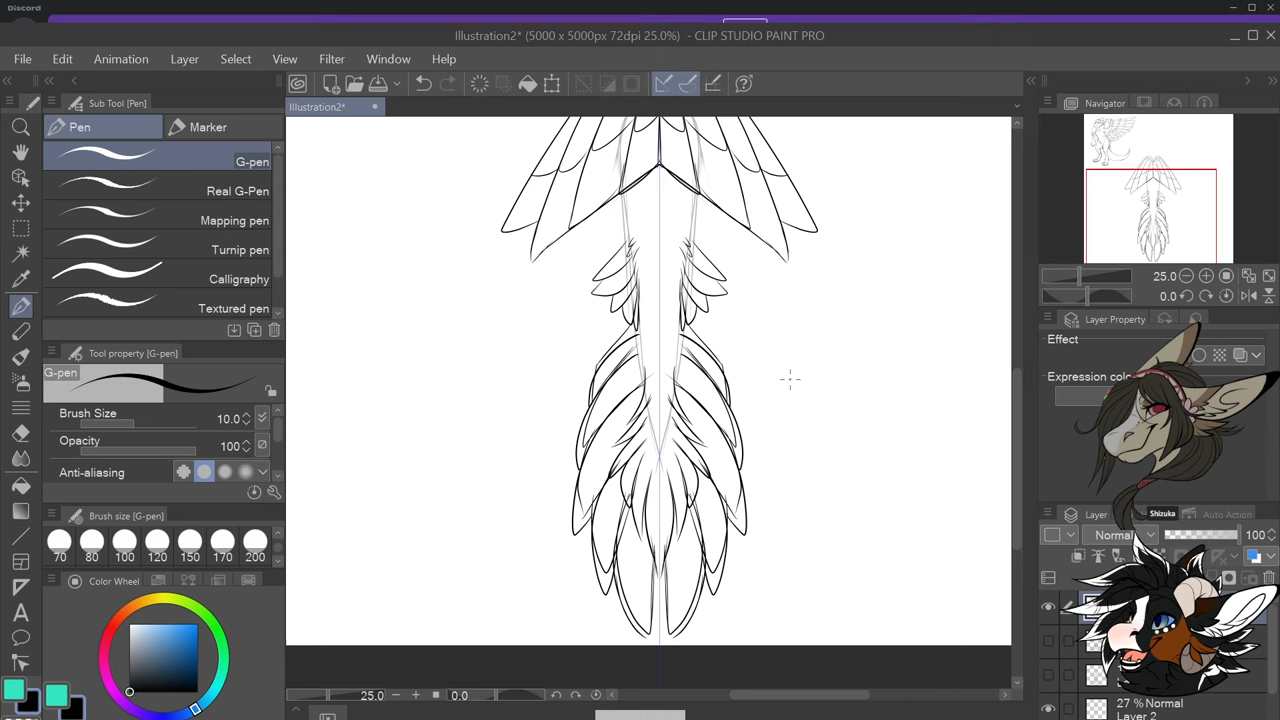 Discord
Illustration2* (5000 x 5000px 72dpi 25.0%) - CLIP STUDIO PAINT PRO
File Edit Animation Layer Select View Filter Window Help
Sub Tool [Pen]
Illustration2*
Navigator
Pen
Marker
G-pen
Real G-Pen
Mapping pen
Turnip pen
Calligraphy
Textured pen
25.0
0.0
Layer Property
Effect
Expression colo
Tool property [G-pen]
G-pen
Brush Size 10.0
Opacity 100
Anti-aliasing
Brush size [G-pen]
70 80 100 120 150 170 200
Color Wheel
Layer
Shizuka
Auto Action
Normal 100
27 % Normal
Layer 2
25.0
0.0